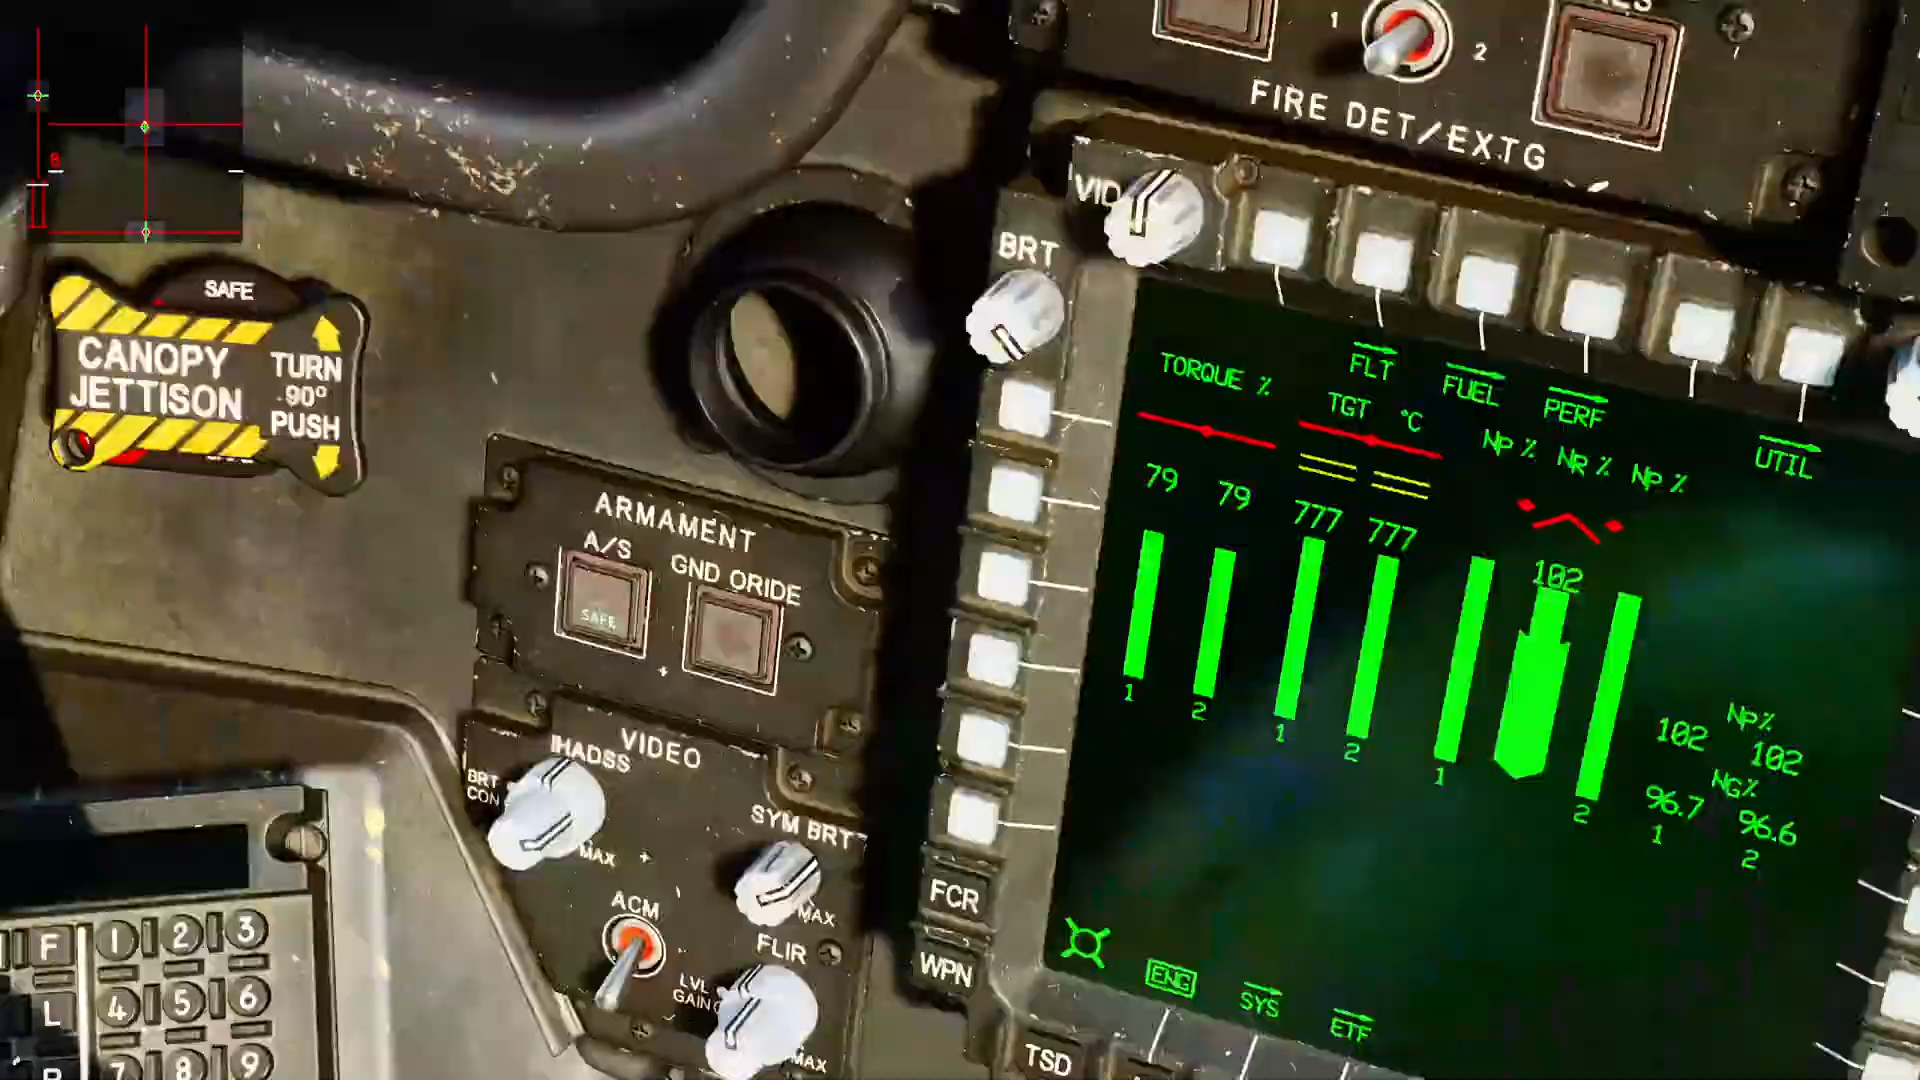 1
2
FIRE DET/EXTG
VID
BRT
SAFE
CANOPY
JETTISON
TURN
90°
PUSH
ARMAMENT
A/S
GND ORIDE
SAFE
VIDEO
IHADSS
BRT
CON
MAX
SYM BRT
MAX
ACM
FLIR
LVL
GAIN
MAX
F 1 2 3
L 4 5 6
7 8 9
FCR
WPN
TSD
FLT FUEL PERF UTIL
TORQUE % TGT °C NP % NR % NP %
79 79 777 777
102
1 2 1 2 1 2
NP%
102 102
NG%
96.7 96.6
1 2
ENG SYS ETF